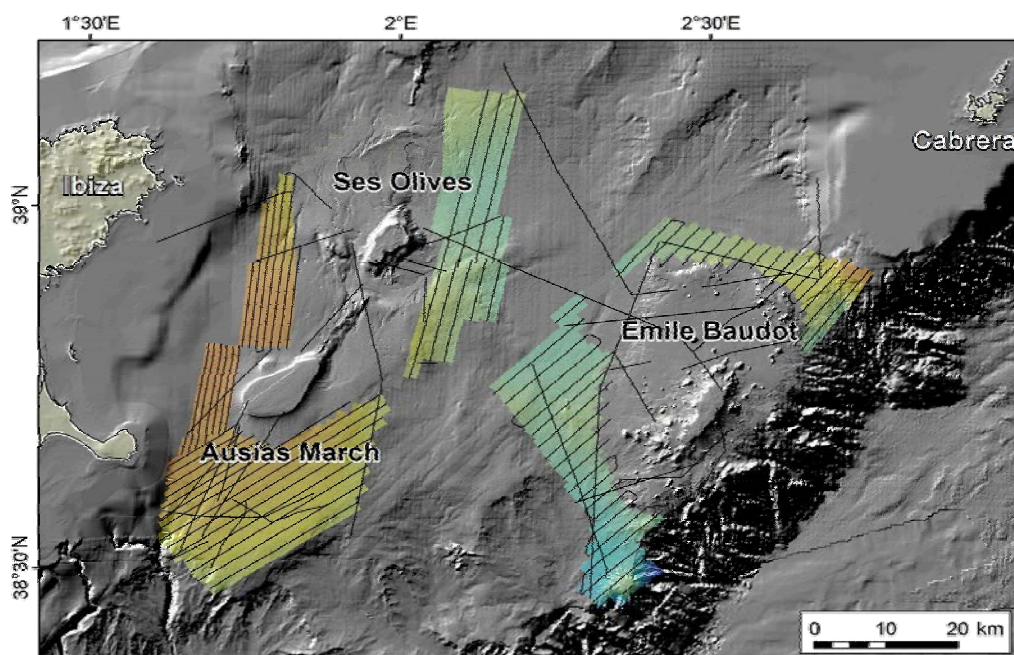 1°30'E 2°E 2°30'E
Cabrera
Ses Olives
Ibiza
39°N
Emile Baudot
Ausias March
38°30'N
0 10 20 km